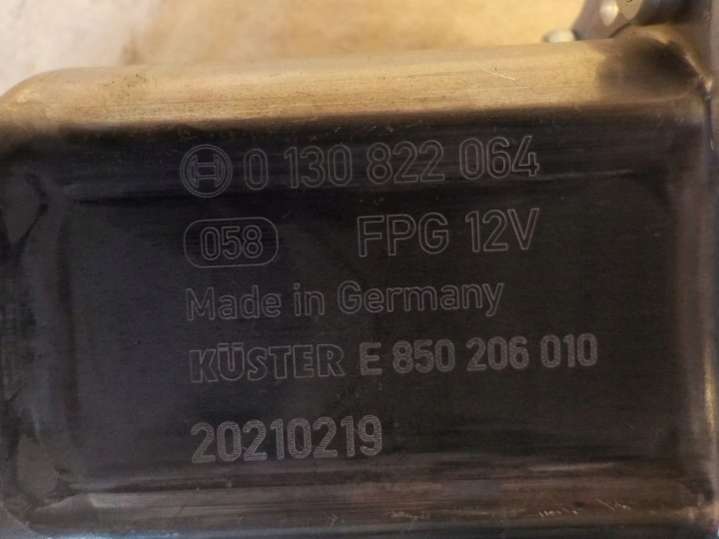 0 130 822 064
058 FPG 12V
Made in Germany
KÜSTER E 850 206 010
20210219